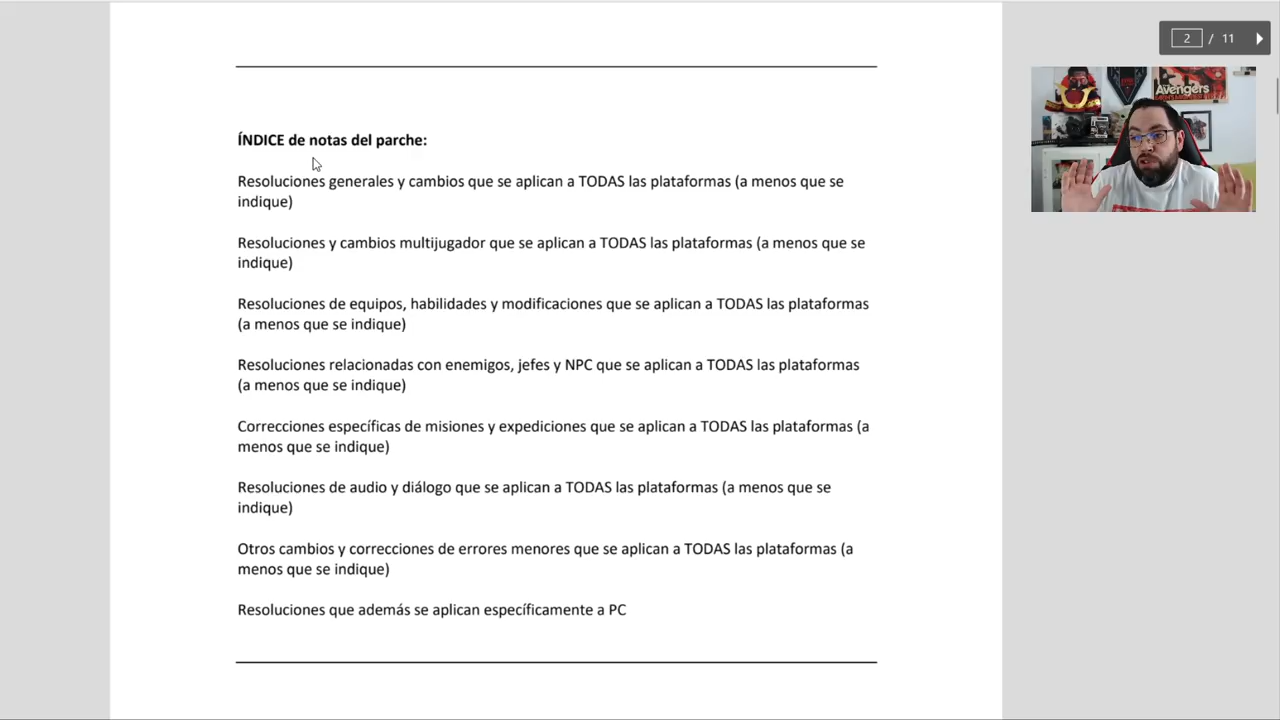 2 / 11
Avengers
ÍNDICE de notas del parche:
Resoluciones generales y cambios que se aplican a TODAS las plataformas (a menos que se
indique)
Resoluciones y cambios multijugador que se aplican a TODAS las plataformas (a menos que se
indique)
Resoluciones de equipos, habilidades y modificaciones que se aplican a TODAS las plataformas
(a menos que se indique)
Resoluciones relacionadas con enemigos, jefes y NPC que se aplican a TODAS las plataformas
(a menos que se indique)
Correcciones específicas de misiones y expediciones que se aplican a TODAS las plataformas (a
menos que se indique)
Resoluciones de audio y diálogo que se aplican a TODAS las plataformas (a menos que se
indique)
Otros cambios y correcciones de errores menores que se aplican a TODAS las plataformas (a
menos que se indique)
Resoluciones que además se aplican específicamente a PC